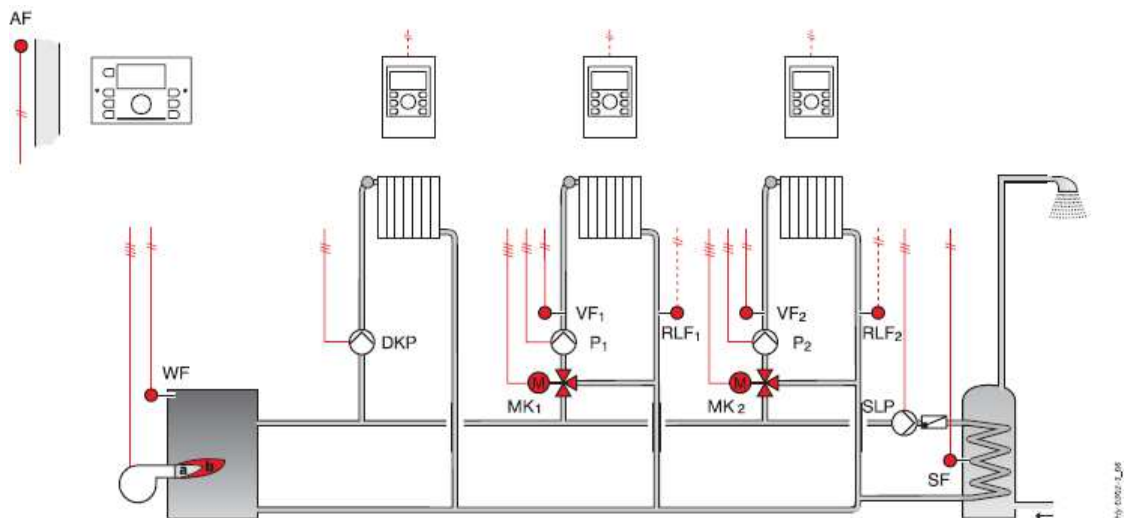 AF
VF₁
VF₂
DKP
P₁
RLF₁
P₂
RLF₂
WF
MK₁
M
MK₂
M
SLP
a
b
SF